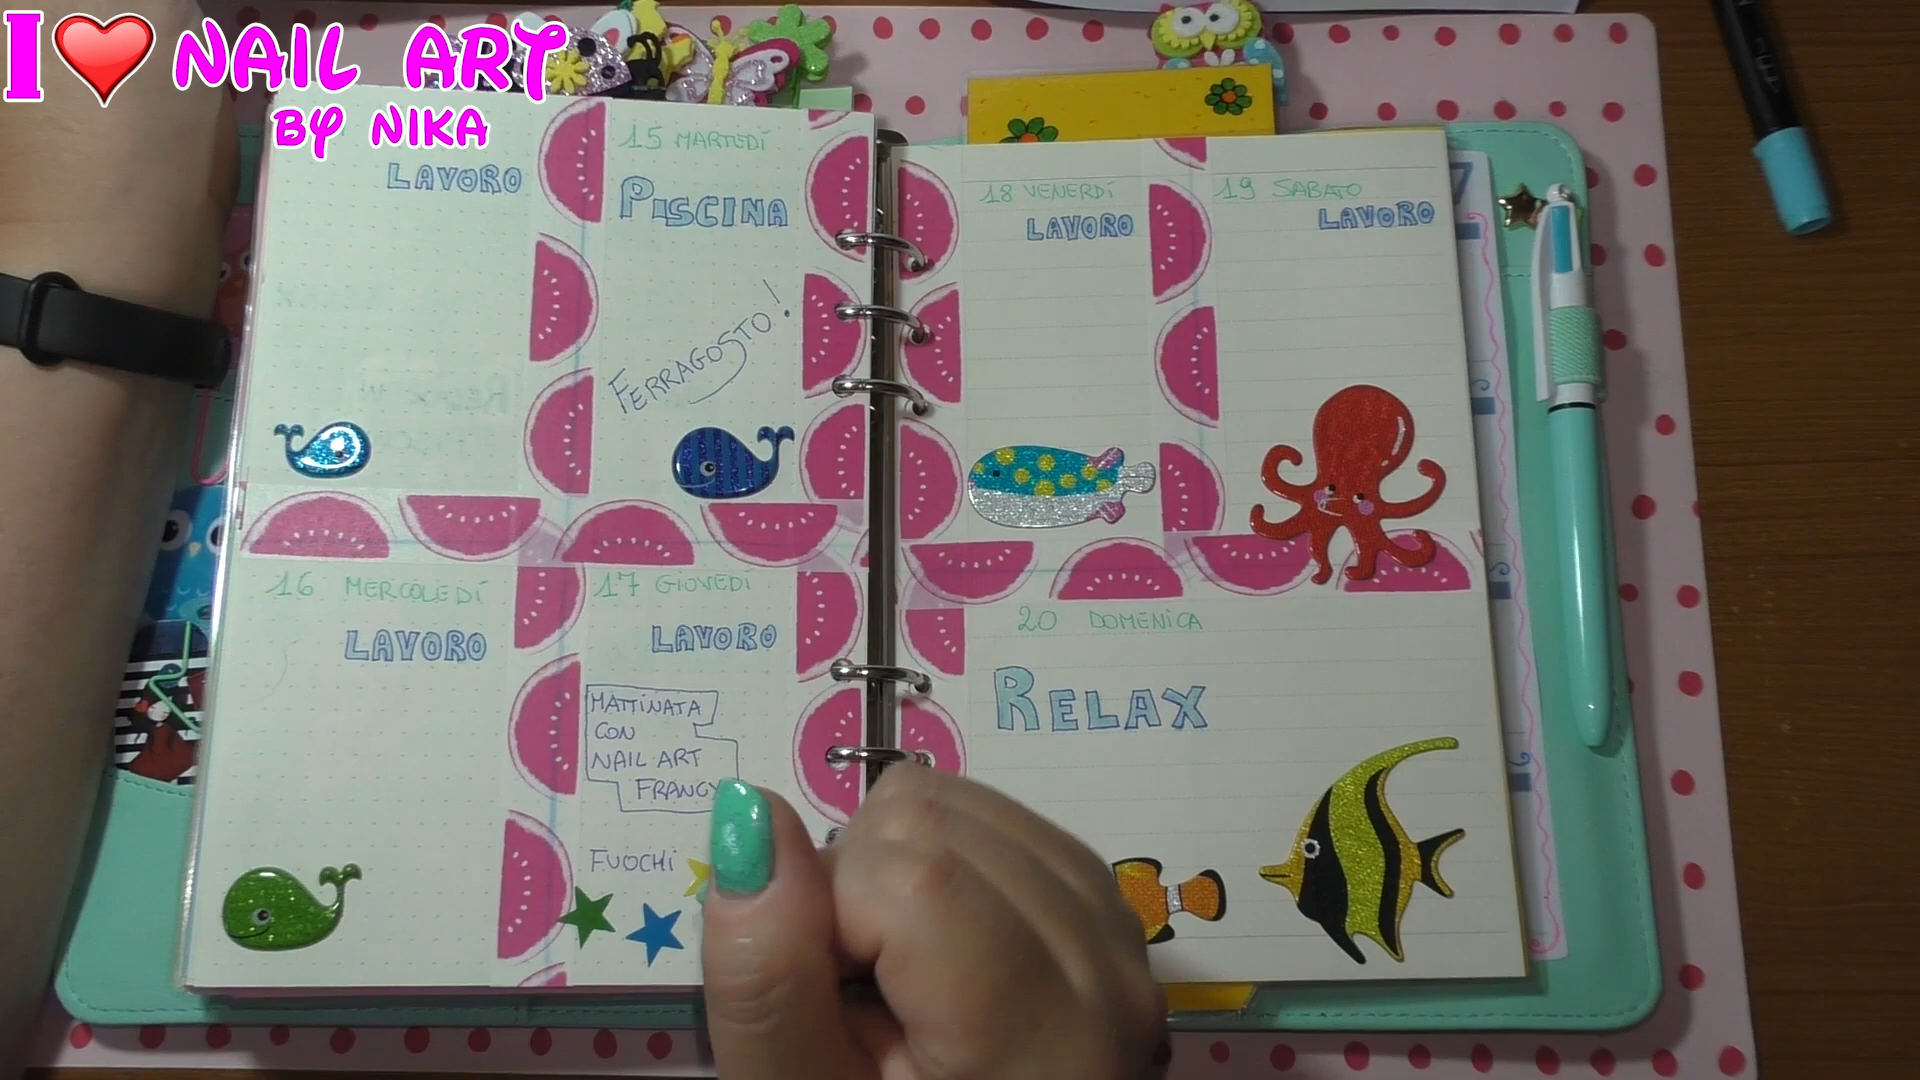 I ❤ NAIL ART
BY NIKA
LAVORO
15 MARTEDÌ
PISCINA
FERRAGOSTO!
16 MERCOLEDÌ
LAVORO
17 GIOVEDÌ
LAVORO
MATTINATA
CON
NAIL ART
FRANCY
FUOCHI
18 VENERDÌ
LAVORO
19 SABATO
LAVORO
20 DOMENICA
RELAX